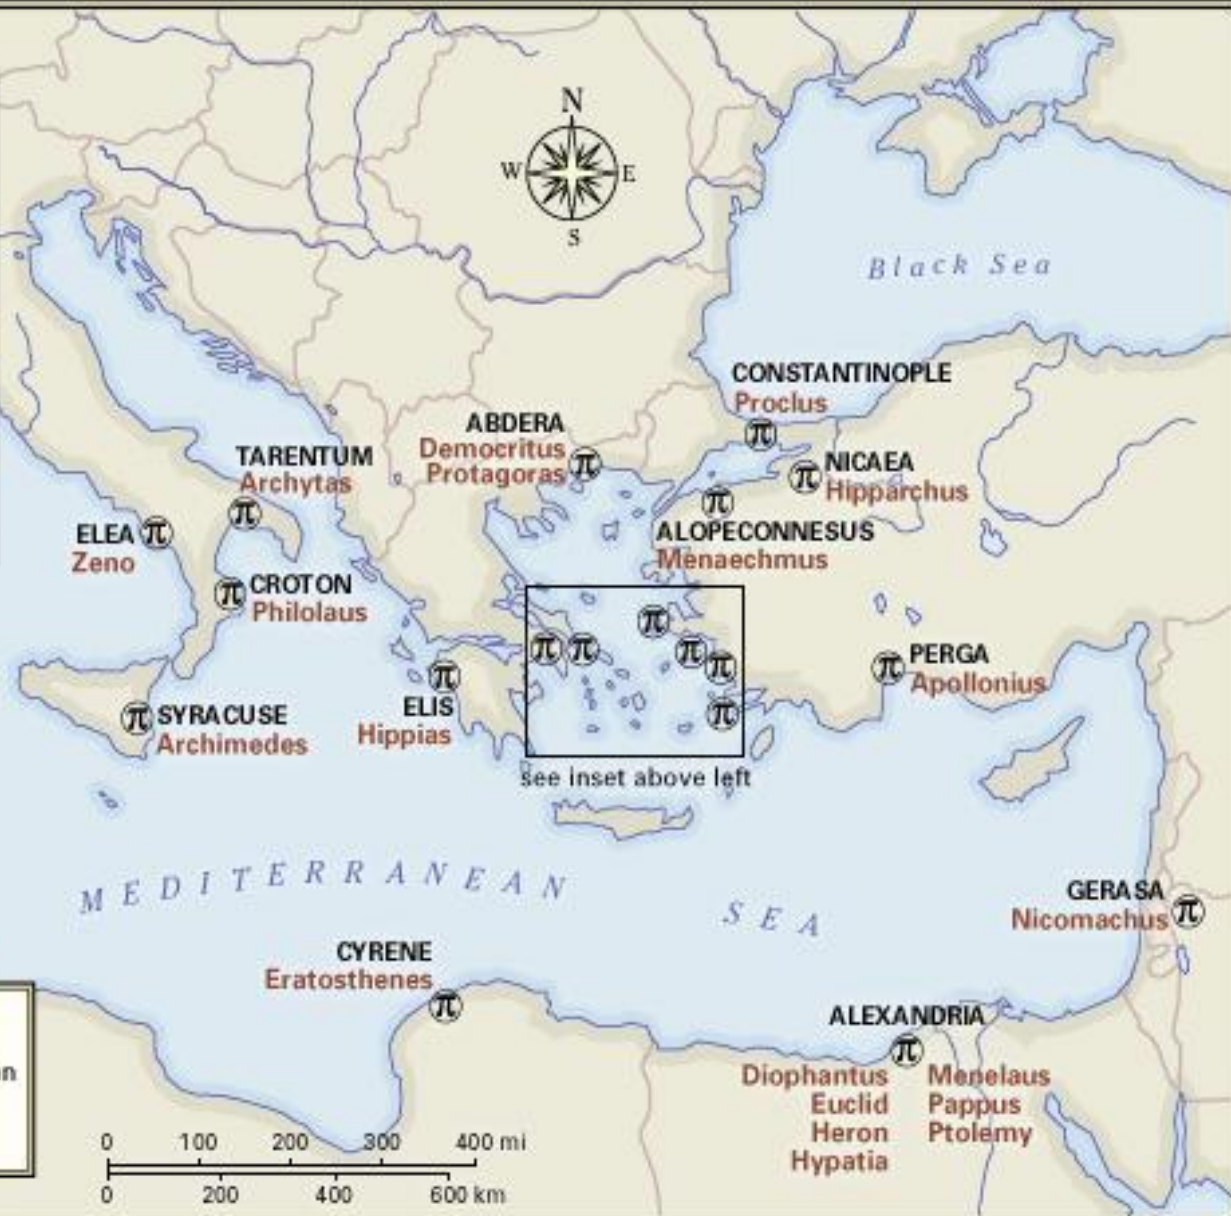 N
W
E
S
Black Sea
CONSTANTINOPLE
Proclus
π
ABDERA
Democritus
Protagoras
π
NICAEA
Hipparchus
π
TARENTUM
Archytas
π
ALOPECONNESUS
Menaechmus
π
ELEA
Zeno
π
CROTON
Philolaus
π
π
π
π
π
π
π
PERGA
Apollonius
π
ELIS
Hippias
π
SYRACUSE
Archimedes
π
see inset above left
MEDITERRANEAN
SEA
GERASA
Nicomachus
π
CYRENE
Eratosthenes
π
ALEXANDRIA
π
Diophantus
Euclid
Heron
Hypatia
Menelaus
Pappus
Ptolemy
0 100 200 300 400 mi
0 200 400 600 km